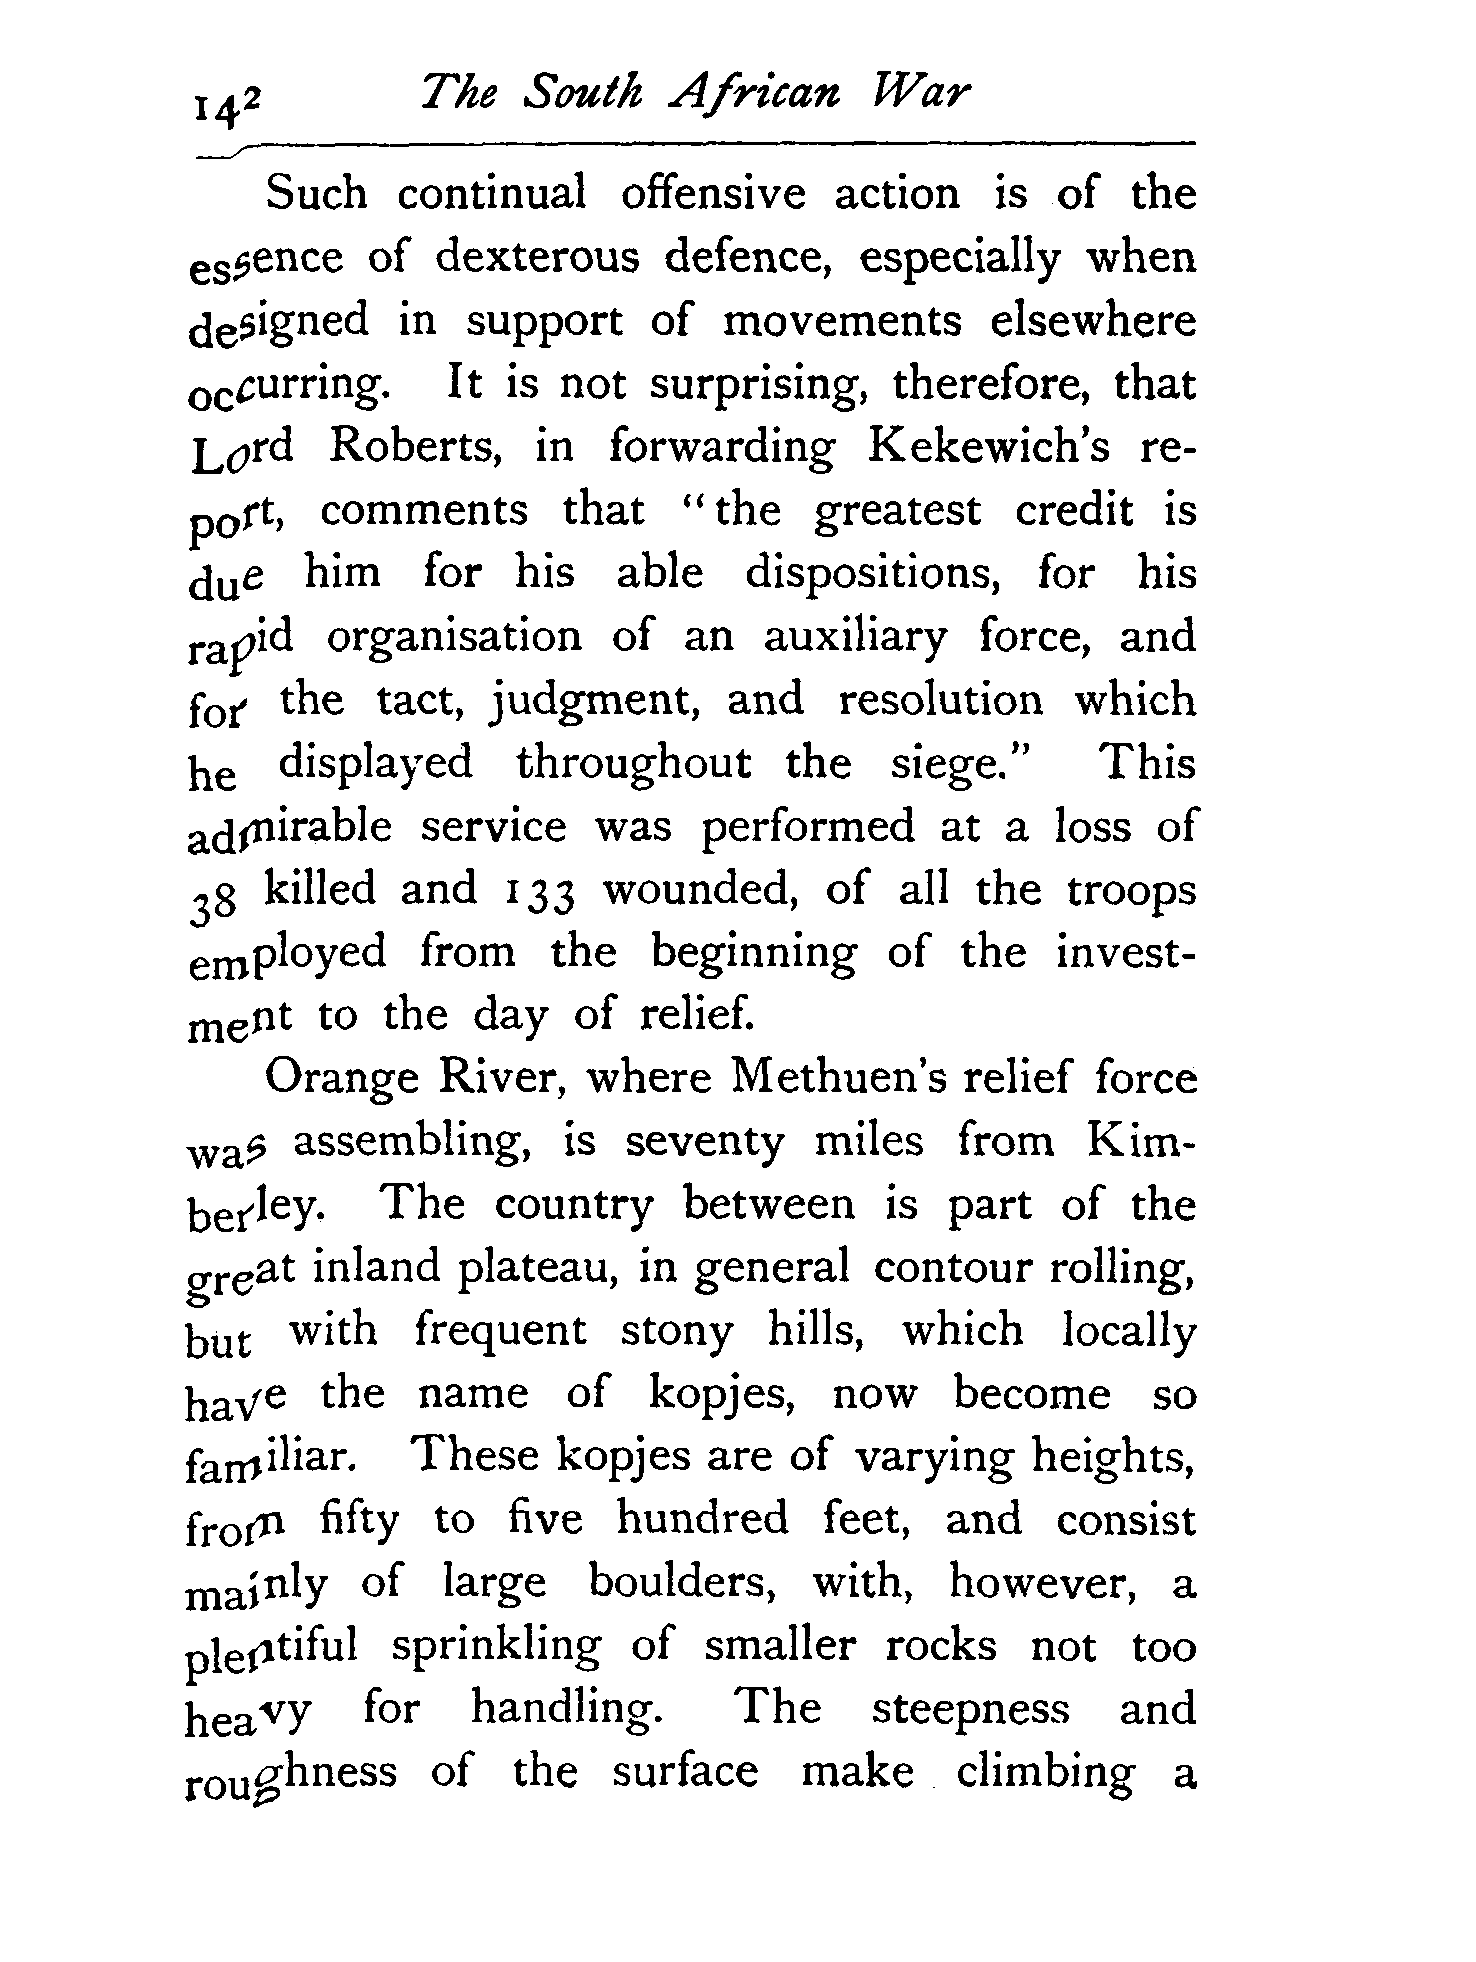 142 The South African War
Such continual offensive action is of the
essence of dexterous defence, especially when
designed in support of movements elsewhere
occurring. It is not surprising, therefore, that
Lord Roberts, in forwarding Kekewich's re-
port, comments that "the greatest credit is
due him for his able dispositions, for his
rapid organisation of an auxiliary force, and
for the tact, judgment, and resolution which
he displayed throughout the siege." This
admirable service was performed at a loss of
38 killed and 133 wounded, of all the troops
employed from the beginning of the invest-
ment to the day of relief.
Orange River, where Methuen's relief force
was assembling, is seventy miles from Kim-
berley. The country between is part of the
great inland plateau, in general contour rolling,
but with frequent stony hills, which locally
have the name of kopjes, now become so
familiar. These kopjes are of varying heights,
from fifty to five hundred feet, and consist
mainly of large boulders, with, however, a
plentiful sprinkling of smaller rocks not too
heavy for handling. The steepness and
roughness of the surface make climbing a